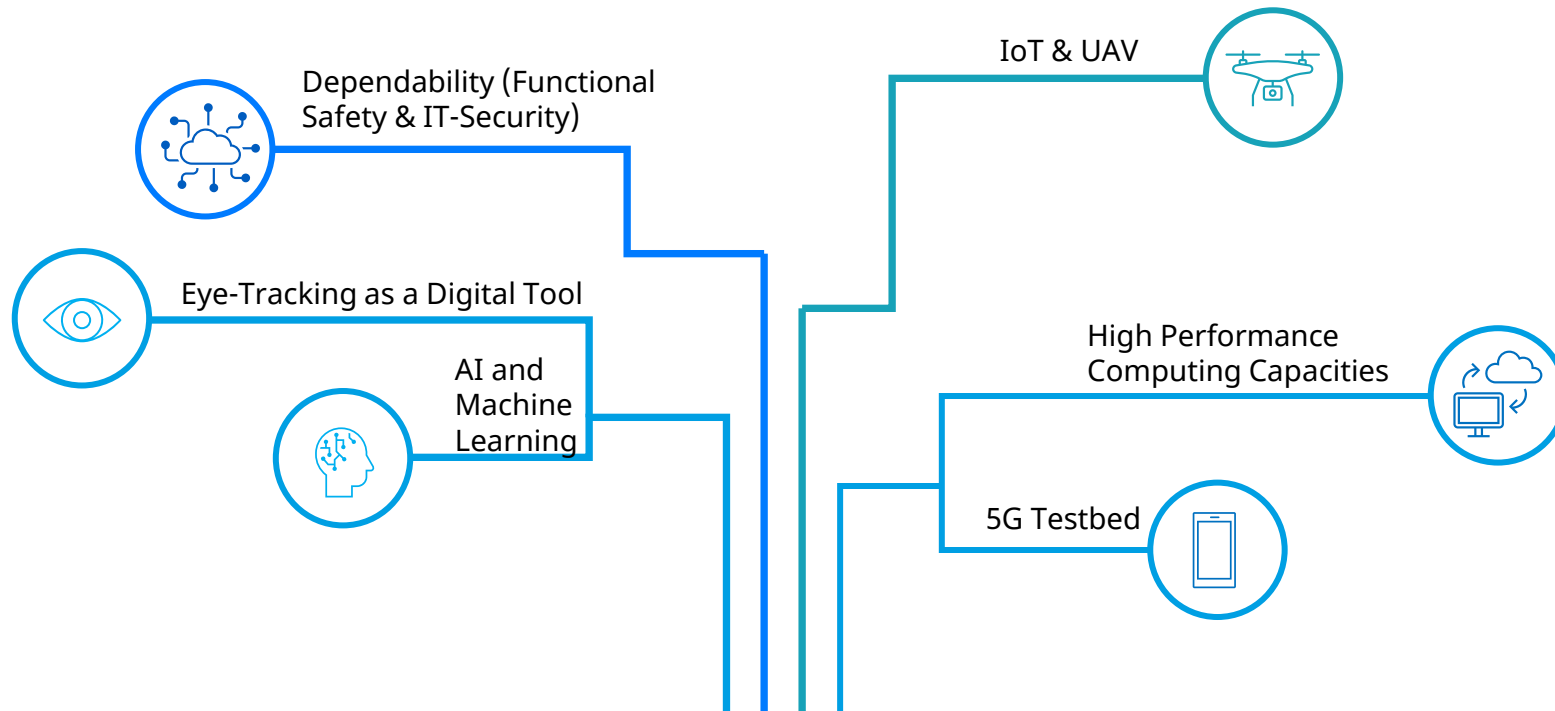 Dependability (Functional
Safety & IT-Security)
IoT & UAV
Eye-Tracking as a Digital Tool
AI and
Machine
Learning
High Performance
Computing Capacities
5G Testbed